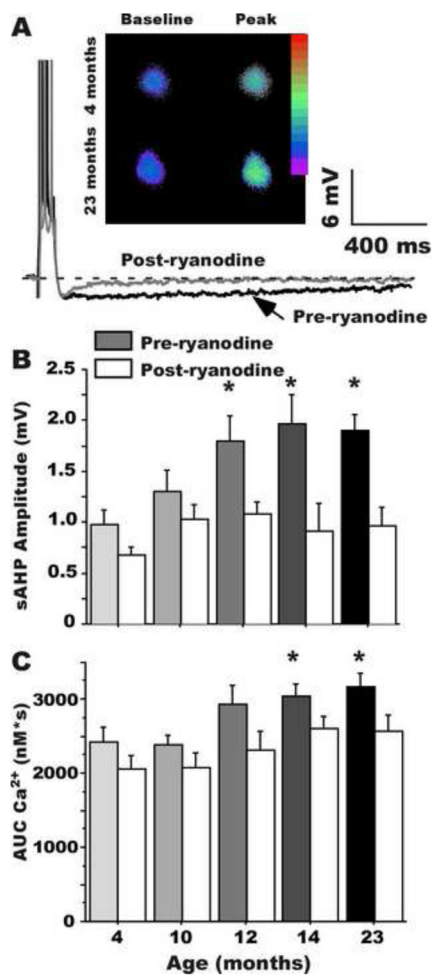 A
Baseline Peak
4 months
23 months
6 mV
400 ms
Post-ryanodine
Pre-ryanodine
B
Pre-ryanodine
Post-ryanodine
sAHP Amplitude (mV)
2.5
2.0
1.5
1.0
0.5
0
* * *
C
AUC Ca²⁺ (nM*s)
3000
2000
1000
0
* *
4 10 12 14 23
Age (months)